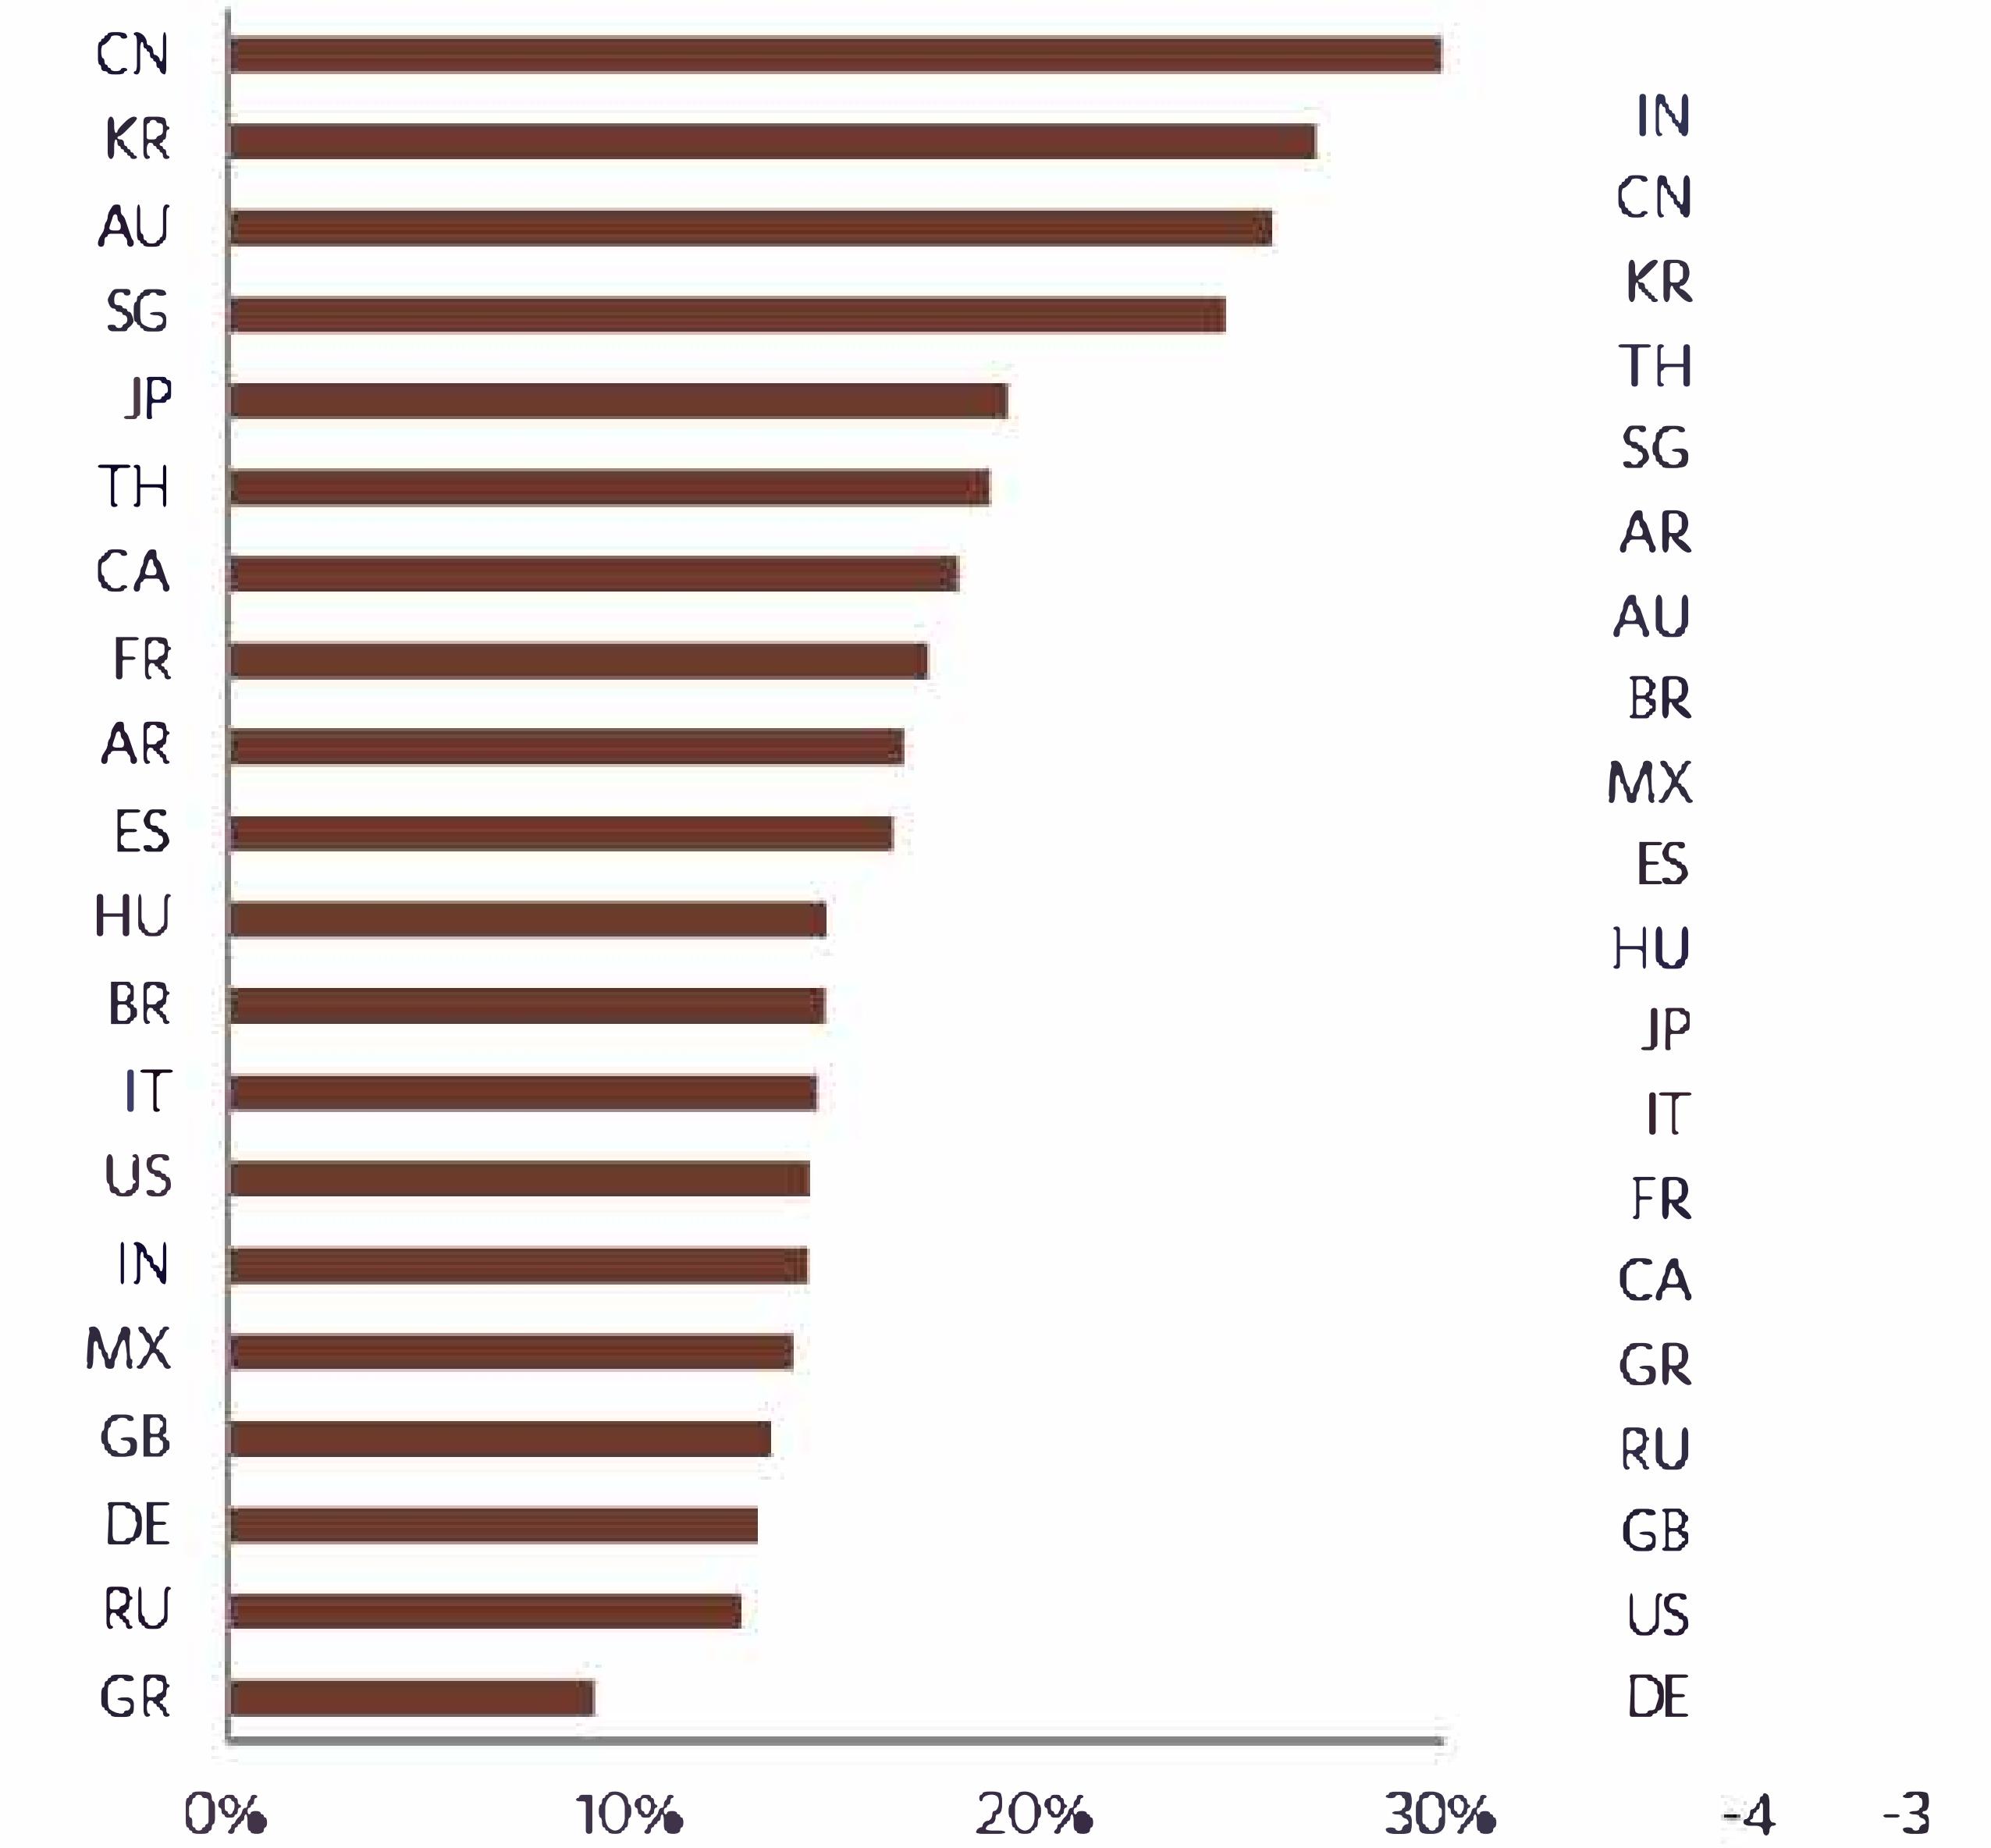 CN
KR
AU
SG
JP
TH
CA
FR
AR
ES
HU
BR
IT
US
IN
MX
GB
DE
RU
GR
0% 10% 20% 30%
IN
CN
KR
TH
SG
AR
AU
BR
MX
ES
HU
JP
IT
FR
CA
GR
RU
GB
US
DE
-4 -3